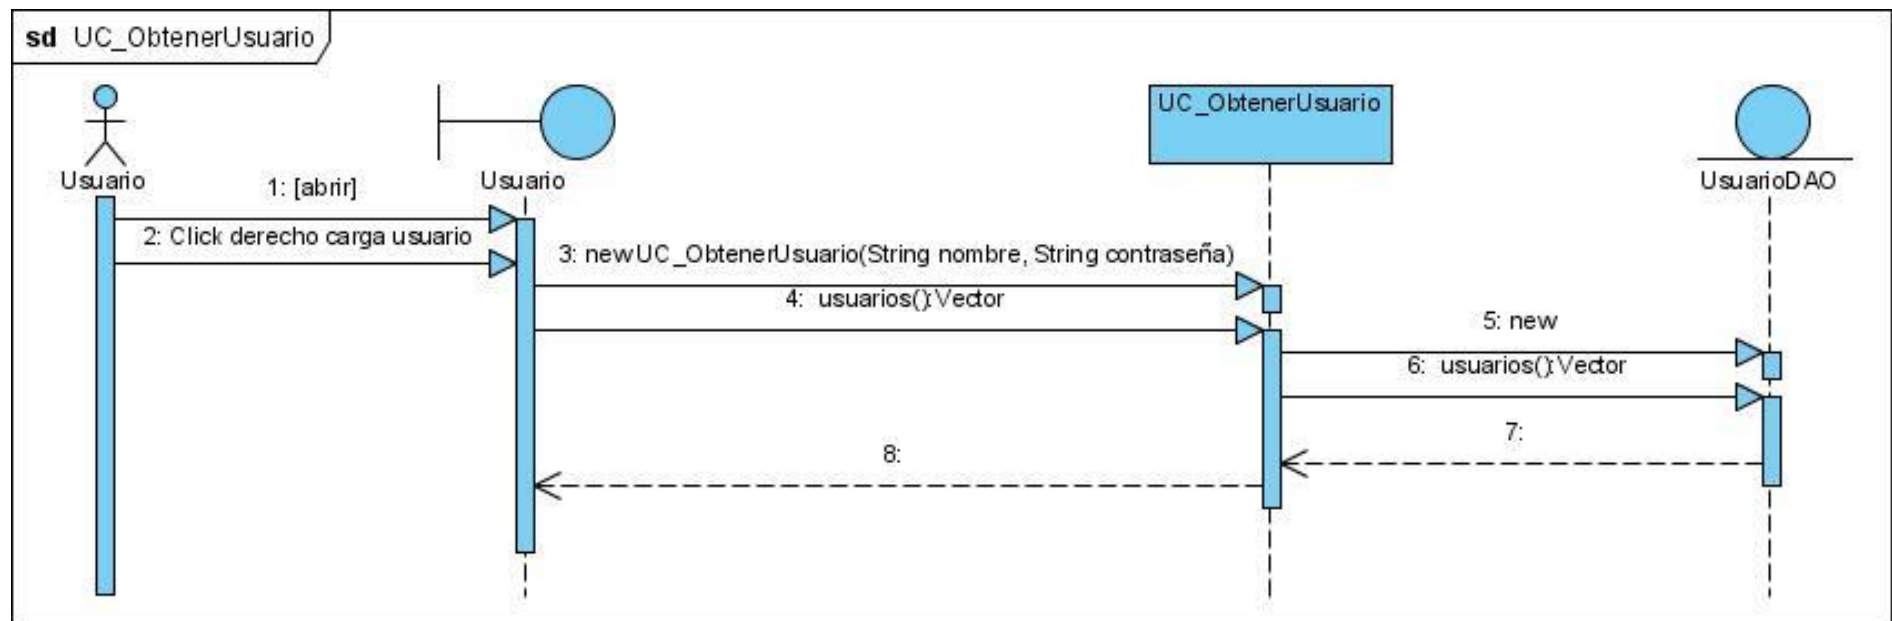 sd UC_ObtenerUsuario
UC_ObtenerUsuario
Usuario
1: [abrir]
Usuario
UsuarioDAO
2: Click derecho carga usuario
3: newUC_ObtenerUsuario(String nombre, String contraseña)
4: usuarios():Vector
5: new
6: usuarios():Vector
7:
8: